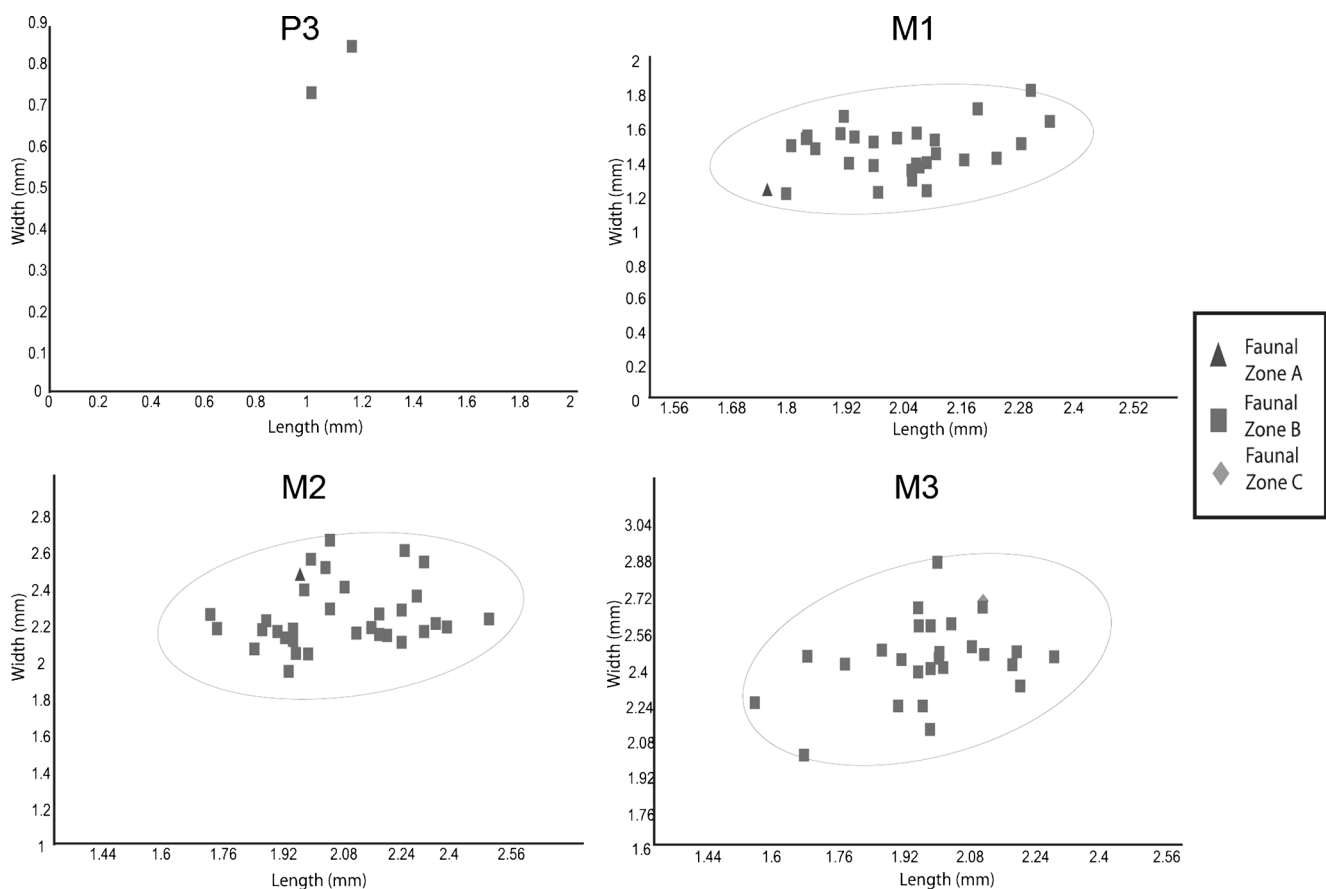 P3
0.9
0.8
0.7
0.6
0.5
0.4
0.3
0.2
0.1
0
Width (mm)
0 0.2 0.4 0.6 0.8 1 1.2 1.4 1.6 1.8 2
Length (mm)
M1
2
1.8
1.6
1.4
1.2
1
0.8
0.6
0.4
0.2
0
Width (mm)
1.56 1.68 1.8 1.92 2.04 2.16 2.28 2.4 2.52
Length (mm)
Faunal
Zone A
Faunal
Zone B
Faunal
Zone C
M2
2.8
2.6
2.4
2.2
2
1.8
1.6
1.4
1.2
1
Width (mm)
1.44 1.6 1.76 1.92 2.08 2.24 2.4 2.56
Length (mm)
M3
3.04
2.88
2.72
2.56
2.4
2.24
2.08
1.92
1.76
1.6
Width (mm)
1.44 1.6 1.76 1.92 2.08 2.24 2.4 2.56
Length (mm)